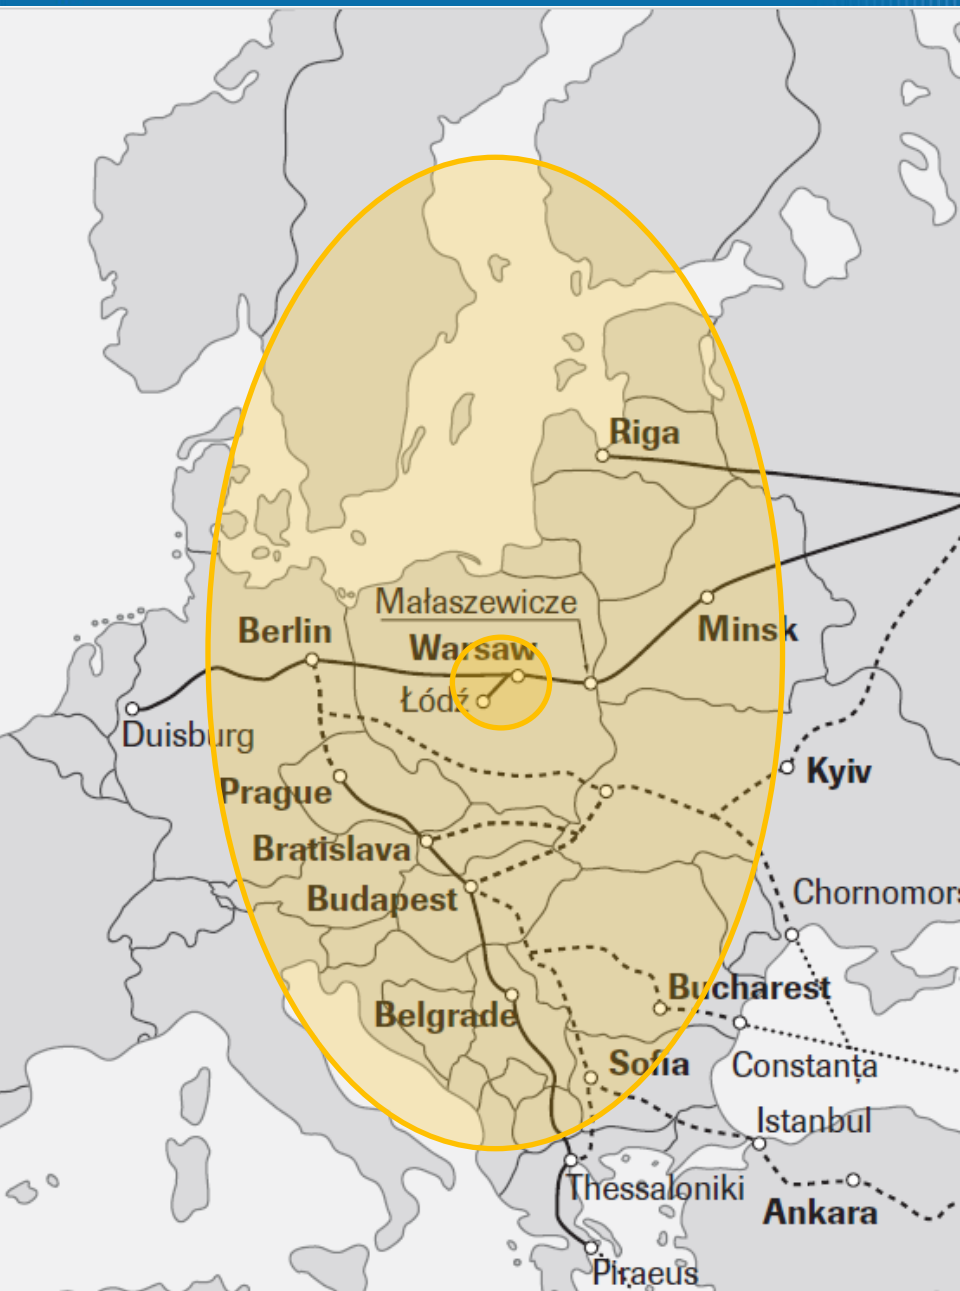 Riga
Małaszewicze
Berlin
Minsk
Warsaw
Łódź
Duisburg
Kyiv
Prague
Bratislava
Budapest
Chornomors
Bucharest
Belgrade
Sofia
Constanța
Istanbul
Thessaloniki
Ankara
Piraeus